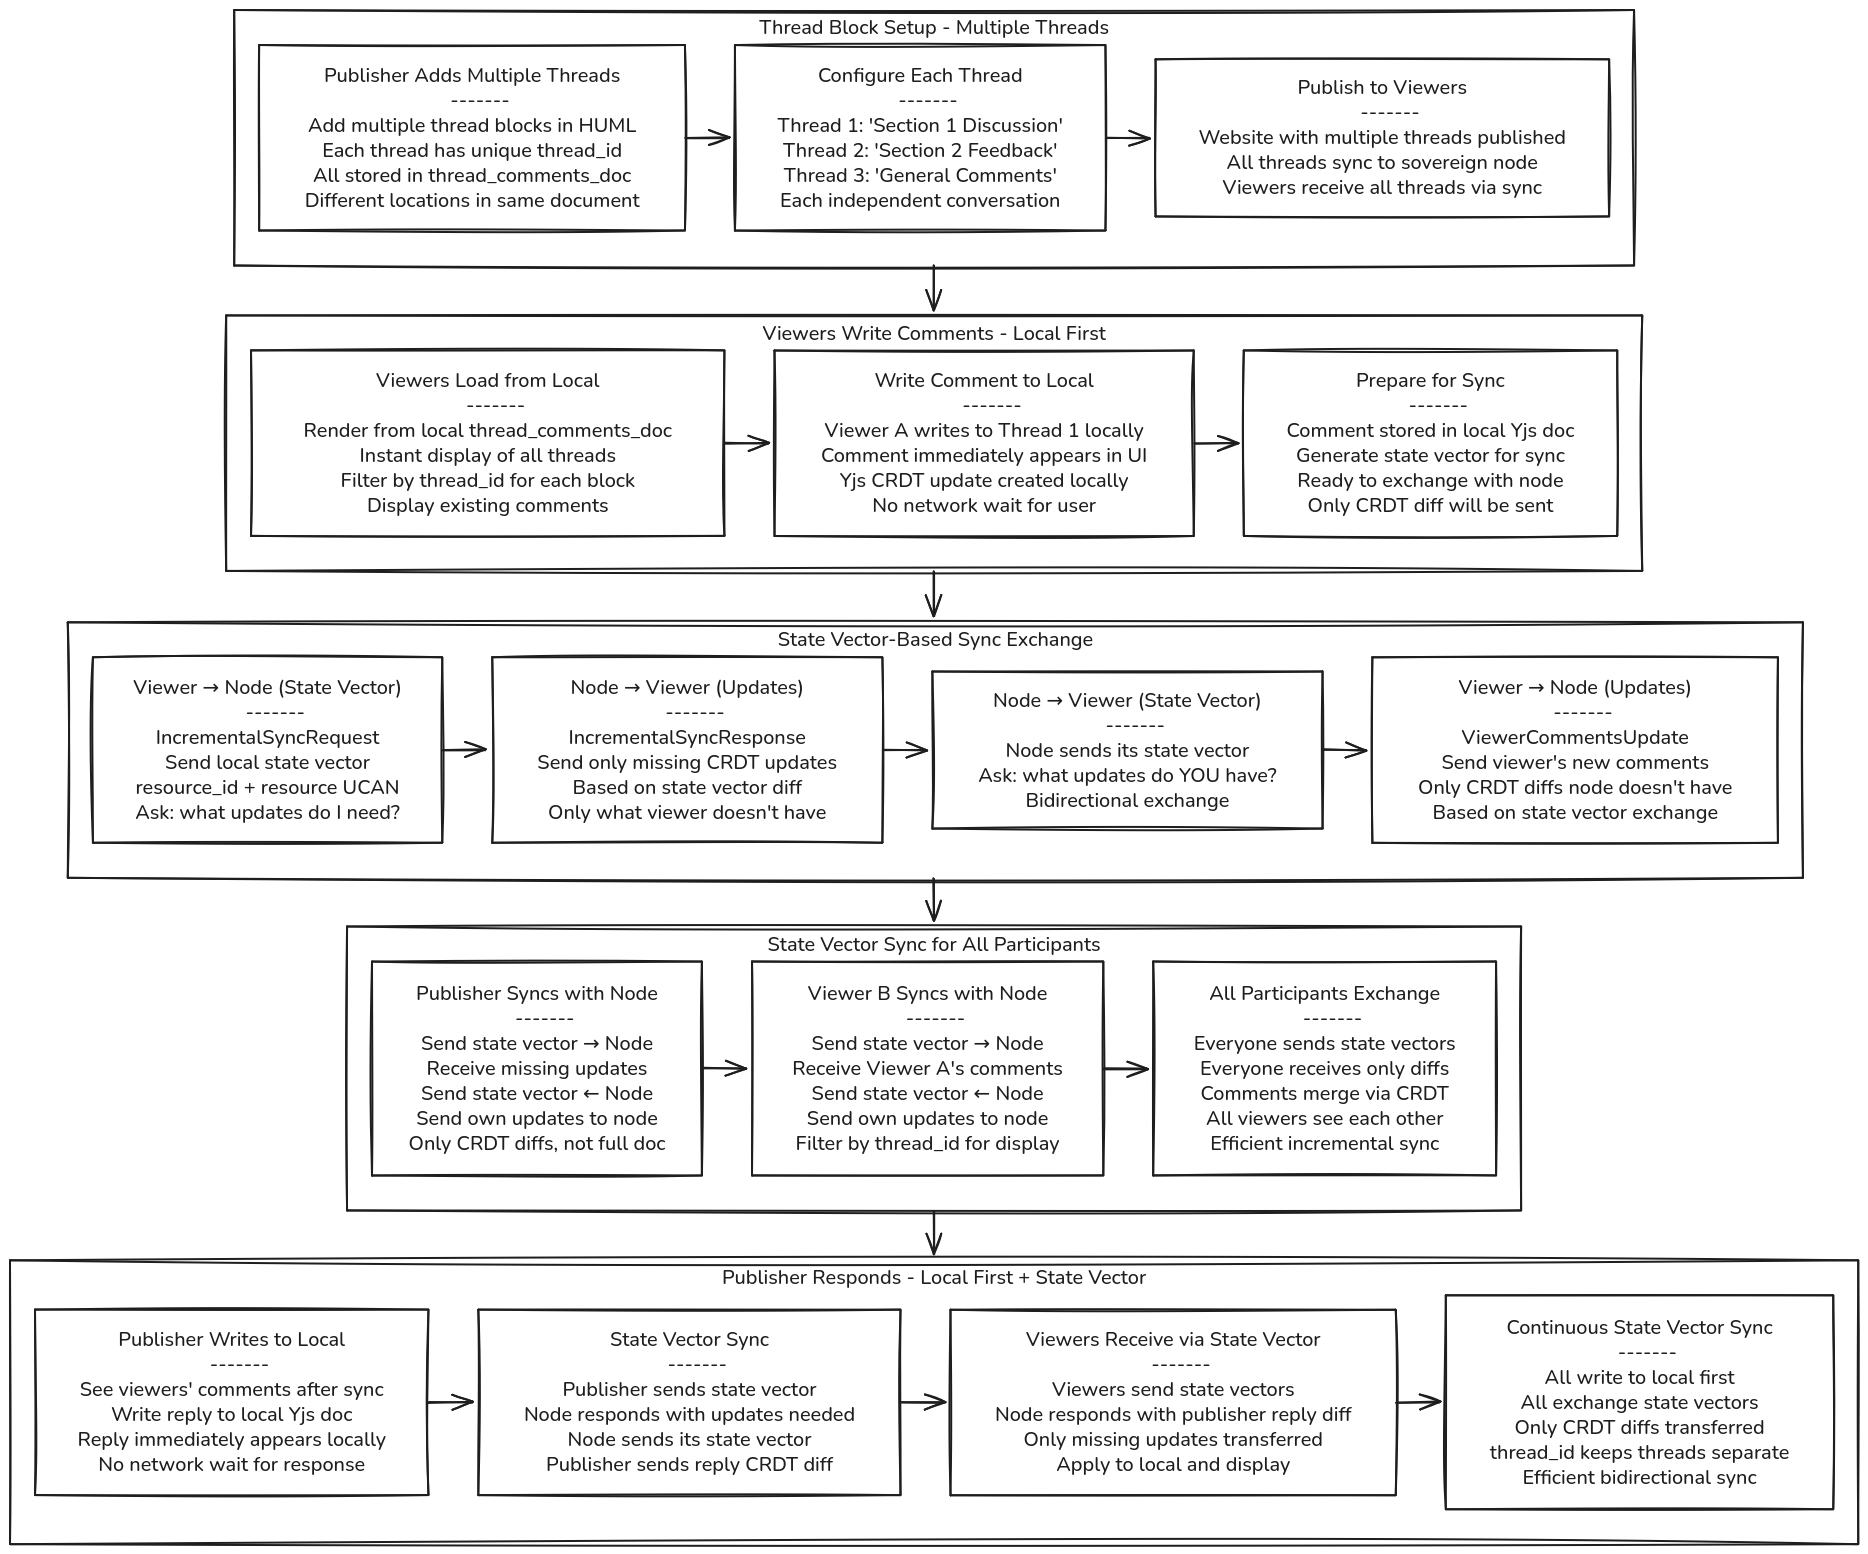 Thread Block Setup - Multiple Threads
Publisher Adds Multiple Threads
-------
Add multiple thread blocks in HUML
Each thread has unique thread_id
All stored in thread_comments_doc
Different locations in same document
Configure Each Thread
-------
Thread 1: 'Section 1 Discussion'
Thread 2: 'Section 2 Feedback'
Thread 3: 'General Comments'
Each independent conversation
Publish to Viewers
-------
Website with multiple threads published
All threads sync to sovereign node
Viewers receive all threads via sync
Viewers Write Comments - Local First
Viewers Load from Local
-------
Render from local thread_comments_doc
Instant display of all threads
Filter by thread_id for each block
Display existing comments
Write Comment to Local
-------
Viewer A writes to Thread 1 locally
Comment immediately appears in UI
Yjs CRDT update created locally
No network wait for user
Prepare for Sync
-------
Comment stored in local Yjs doc
Generate state vector for sync
Ready to exchange with node
Only CRDT diff will be sent
State Vector-Based Sync Exchange
Viewer → Node (State Vector)
-------
IncrementalSyncRequest
Send local state vector
resource_id + resource UCAN
Ask: what updates do I need?
Node → Viewer (Updates)
-------
IncrementalSyncResponse
Send only missing CRDT updates
Based on state vector diff
Only what viewer doesn't have
Node → Viewer (State Vector)
-------
Node sends its state vector
Ask: what updates do YOU have?
Bidirectional exchange
Viewer → Node (Updates)
-------
ViewerCommentsUpdate
Send viewer's new comments
Only CRDT diffs node doesn't have
Based on state vector exchange
State Vector Sync for All Participants
Publisher Syncs with Node
-------
Send state vector → Node
Receive missing updates
Send state vector ← Node
Send own updates to node
Only CRDT diffs, not full doc
Viewer B Syncs with Node
-------
Send state vector → Node
Receive Viewer A's comments
Send state vector ← Node
Send own updates to node
Filter by thread_id for display
All Participants Exchange
-------
Everyone sends state vectors
Everyone receives only diffs
Comments merge via CRDT
All viewers see each other
Efficient incremental sync
Publisher Responds - Local First + State Vector
Publisher Writes to Local
-------
See viewers' comments after sync
Write reply to local Yjs doc
Reply immediately appears locally
No network wait for response
State Vector Sync
-------
Publisher sends state vector
Node responds with updates needed
Node sends its state vector
Publisher sends reply CRDT diff
Viewers Receive via State Vector
-------
Viewers send state vectors
Node responds with publisher reply diff
Only missing updates transferred
Apply to local and display
Continuous State Vector Sync
-------
All write to local first
All exchange state vectors
Only CRDT diffs transferred
thread_id keeps threads separate
Efficient bidirectional sync